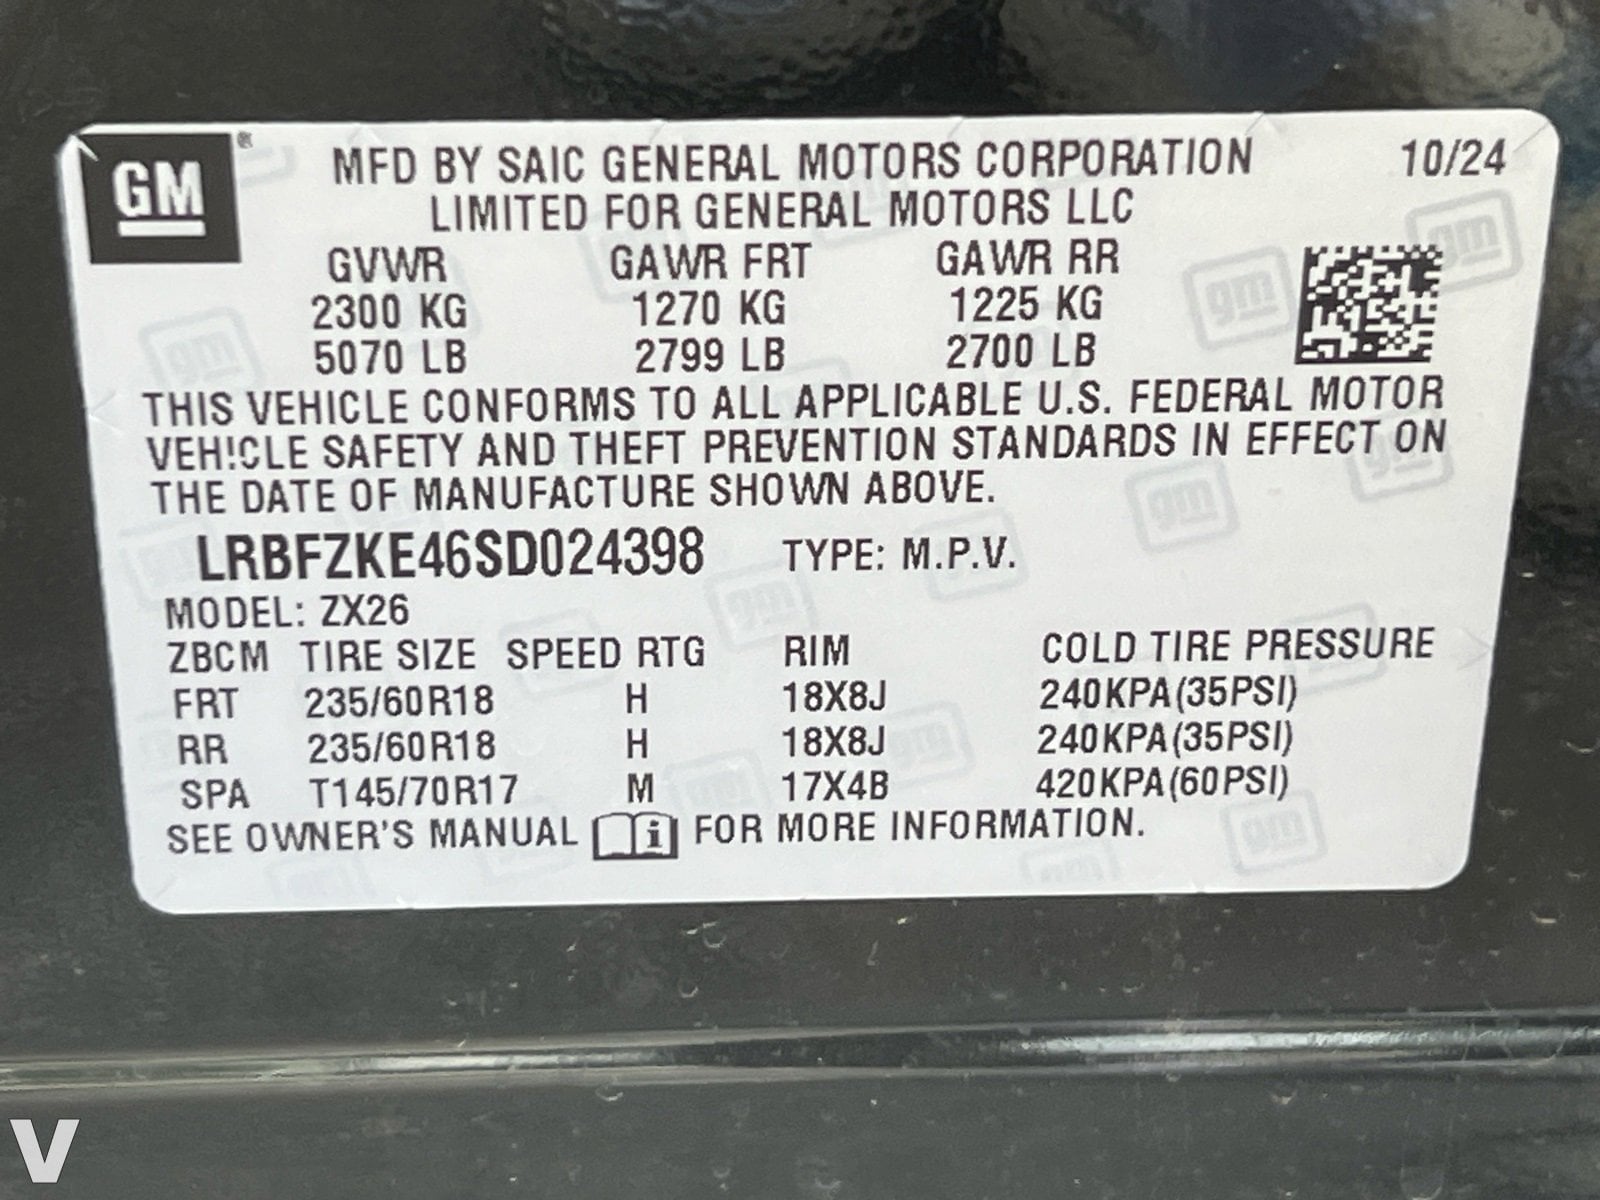 GM®
MFD BY SAIC GENERAL MOTORS CORPORATION 10/24
LIMITED FOR GENERAL MOTORS LLC
GVWR GAWR FRT GAWR RR
2300 KG 1270 KG 1225 KG
5070 LB 2799 LB 2700 LB
THIS VEHICLE CONFORMS TO ALL APPLICABLE U.S. FEDERAL MOTOR
VEH!CLE SAFETY AND THEFT PREVENTION STANDARDS IN EFFECT ON
THE DATE OF MANUFACTURE SHOWN ABOVE.
LRBFZKE46SD024398 TYPE: M.P.V.
MODEL: ZX26
ZBCM TIRE SIZE SPEED RTG RIM COLD TIRE PRESSURE
FRT 235/60R18 H 18X8J 240KPA(35PSI)
RR 235/60R18 H 18X8J 240KPA(35PSI)
SPA T145/70R17 M 17X4B 420KPA(60PSI)
SEE OWNER'S MANUAL i FOR MORE INFORMATION.
V